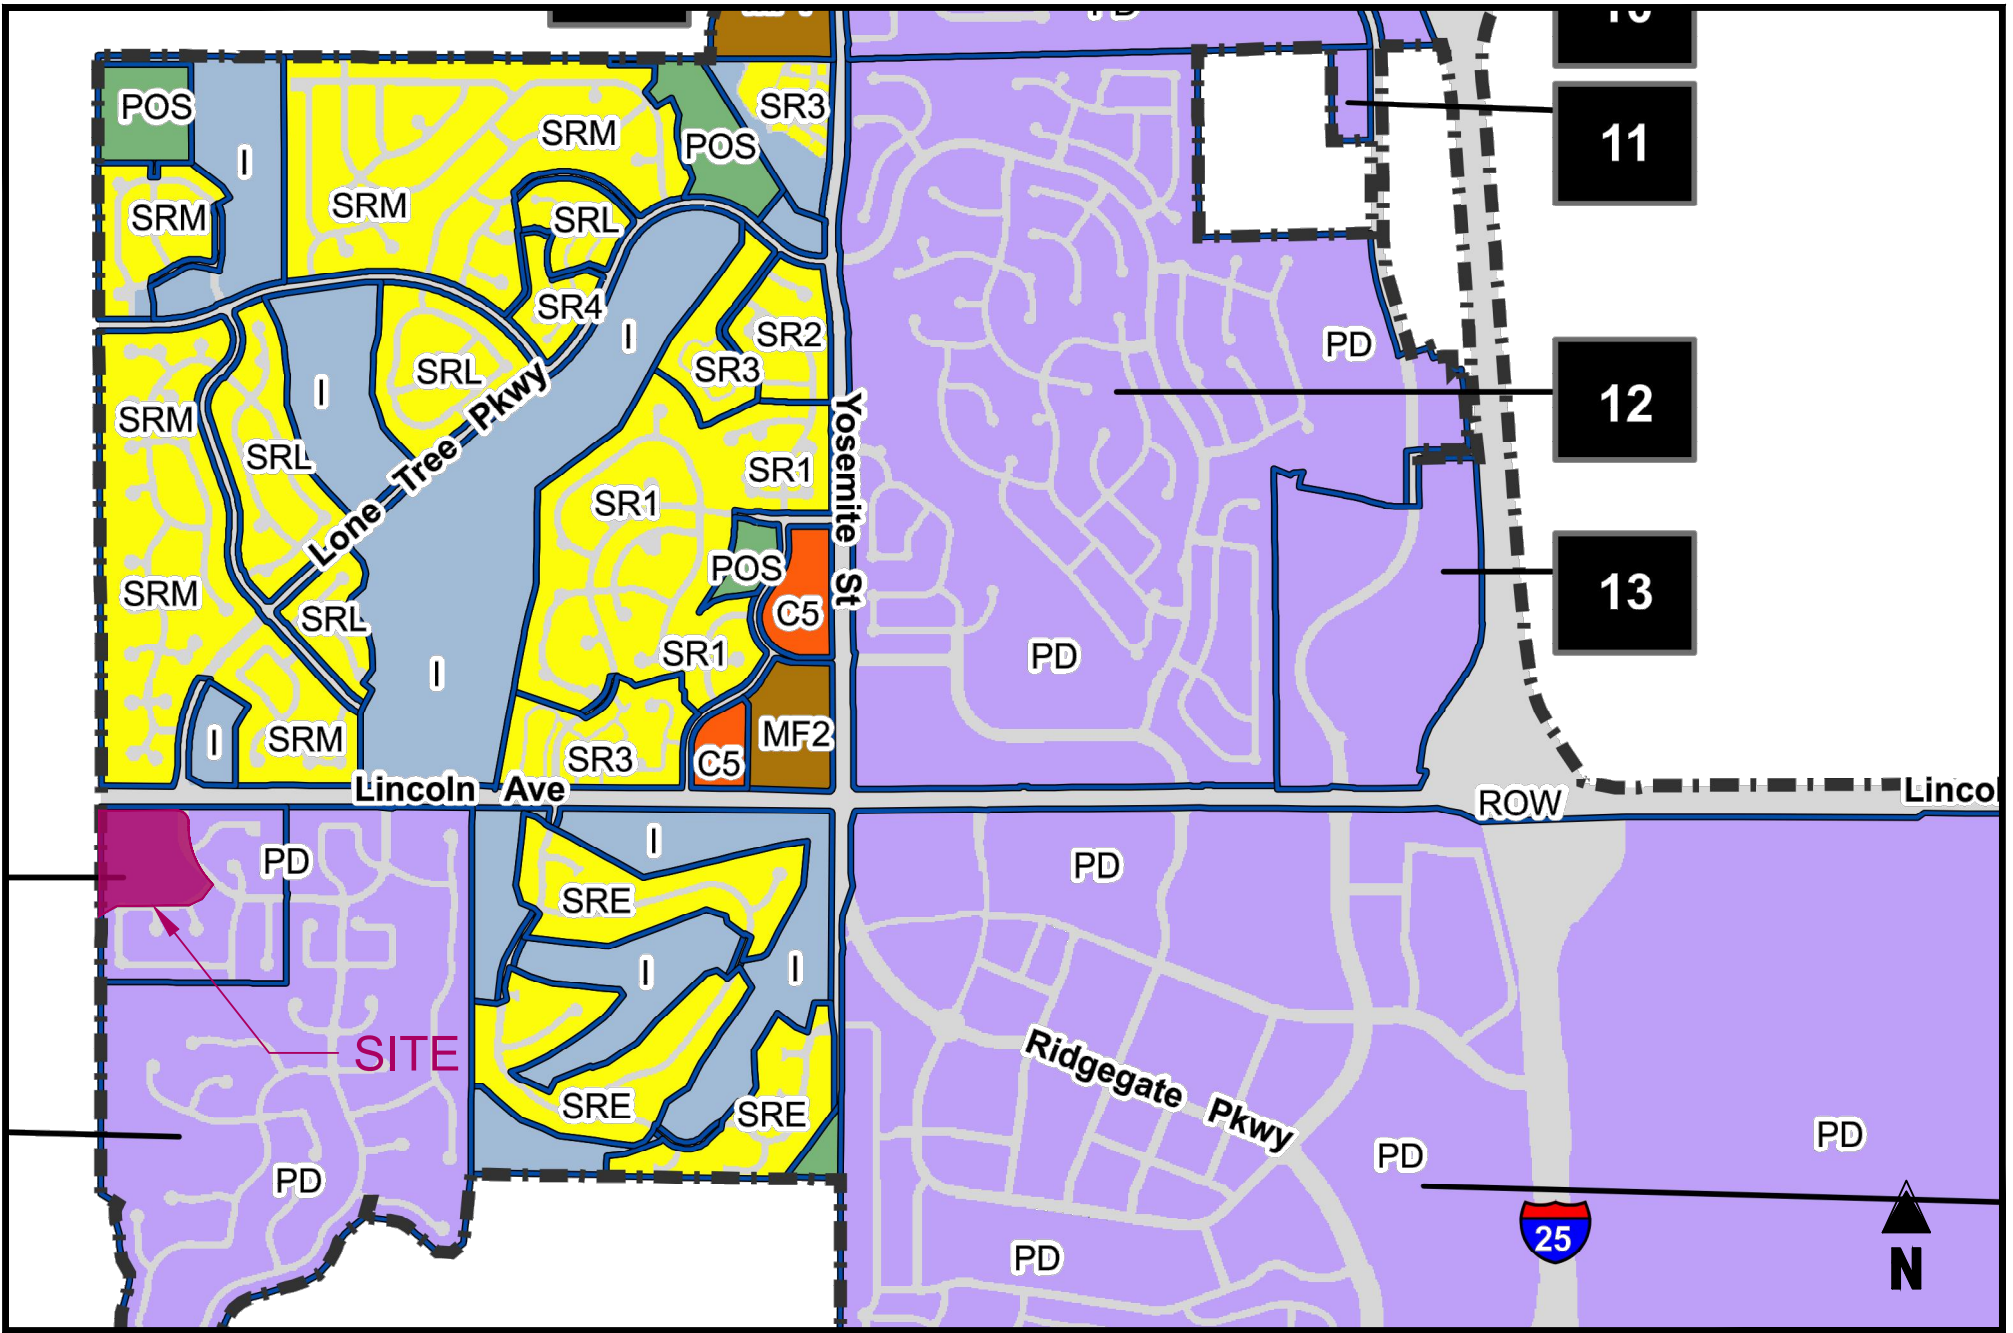 PD
10
POS
SR3
SRM
POS
11
I
SRM
SRM
SRL
SR4
I
SR2
PD
SRL
SR3
I
12
SRM
Lone Tree Pkwy
Yosemite St
SRL
SR1
SR1
POS
13
SRM
C5
SRL
SR1
PD
I
MF2
I
SRM
SR3
C5
Lincoln Ave
ROW
Lincol
I
PD
PD
SRE
I
I
SITE
Ridgegate Pkwy
SRE
SRE
PD
PD
PD
25
PD
N